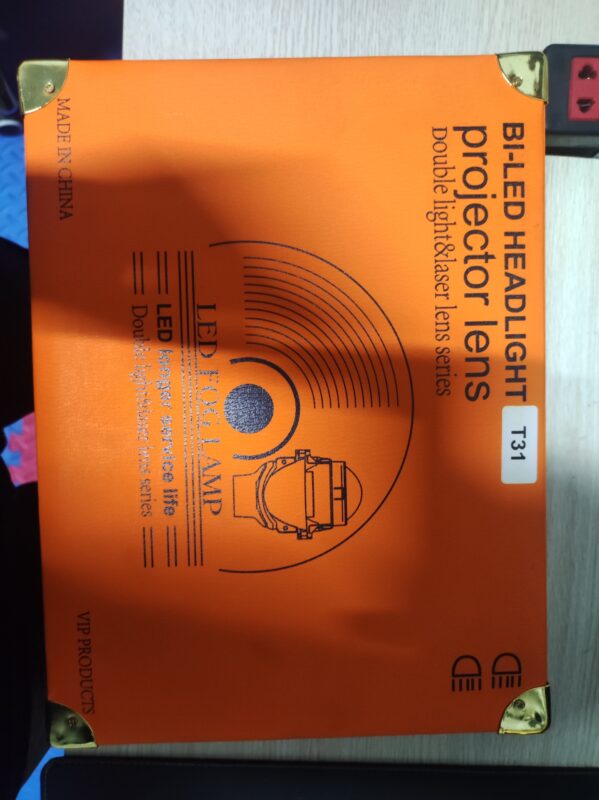 BI-LED HEADLIGHT
T31
projector lens
Double light&laser lens series
LED FOG LAMP
LED longer service life
Double light&laser lens series
MADE IN CHINA
VIP PRODUCTS